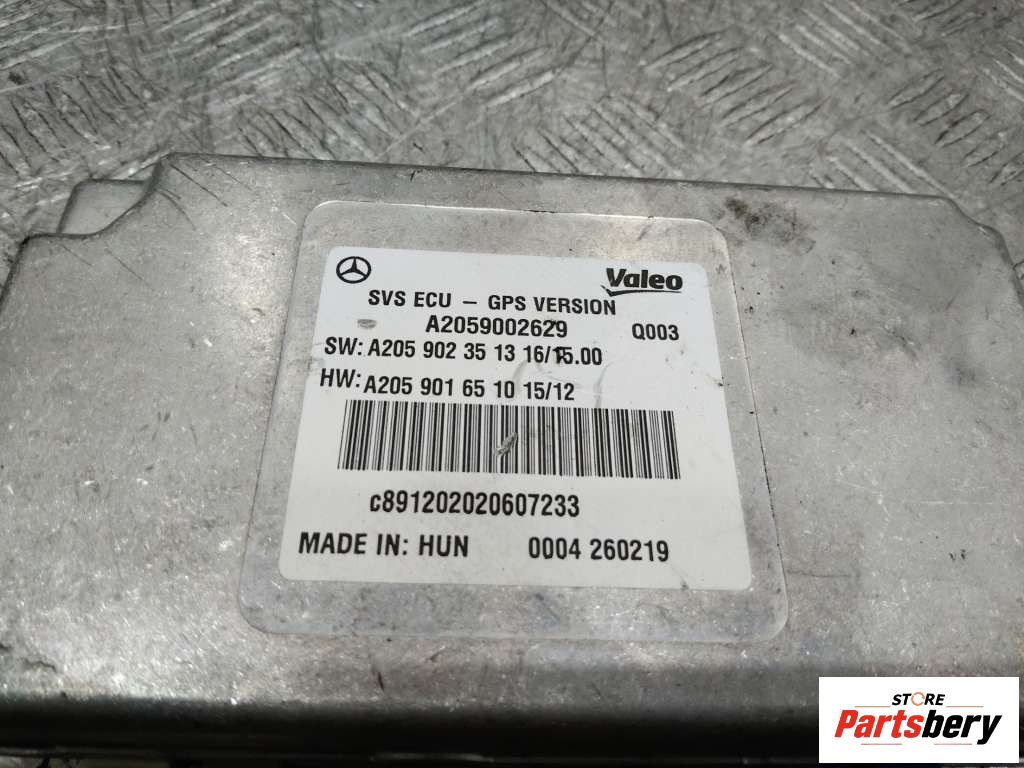 Valeo
SVS ECU – GPS VERSION
A2059002629 Q003
SW: A205 902 35 13 16/15.00
HW: A205 901 65 10 15/12
c891202020607233
MADE IN: HUN 0004 260219
STORE
Partsbery